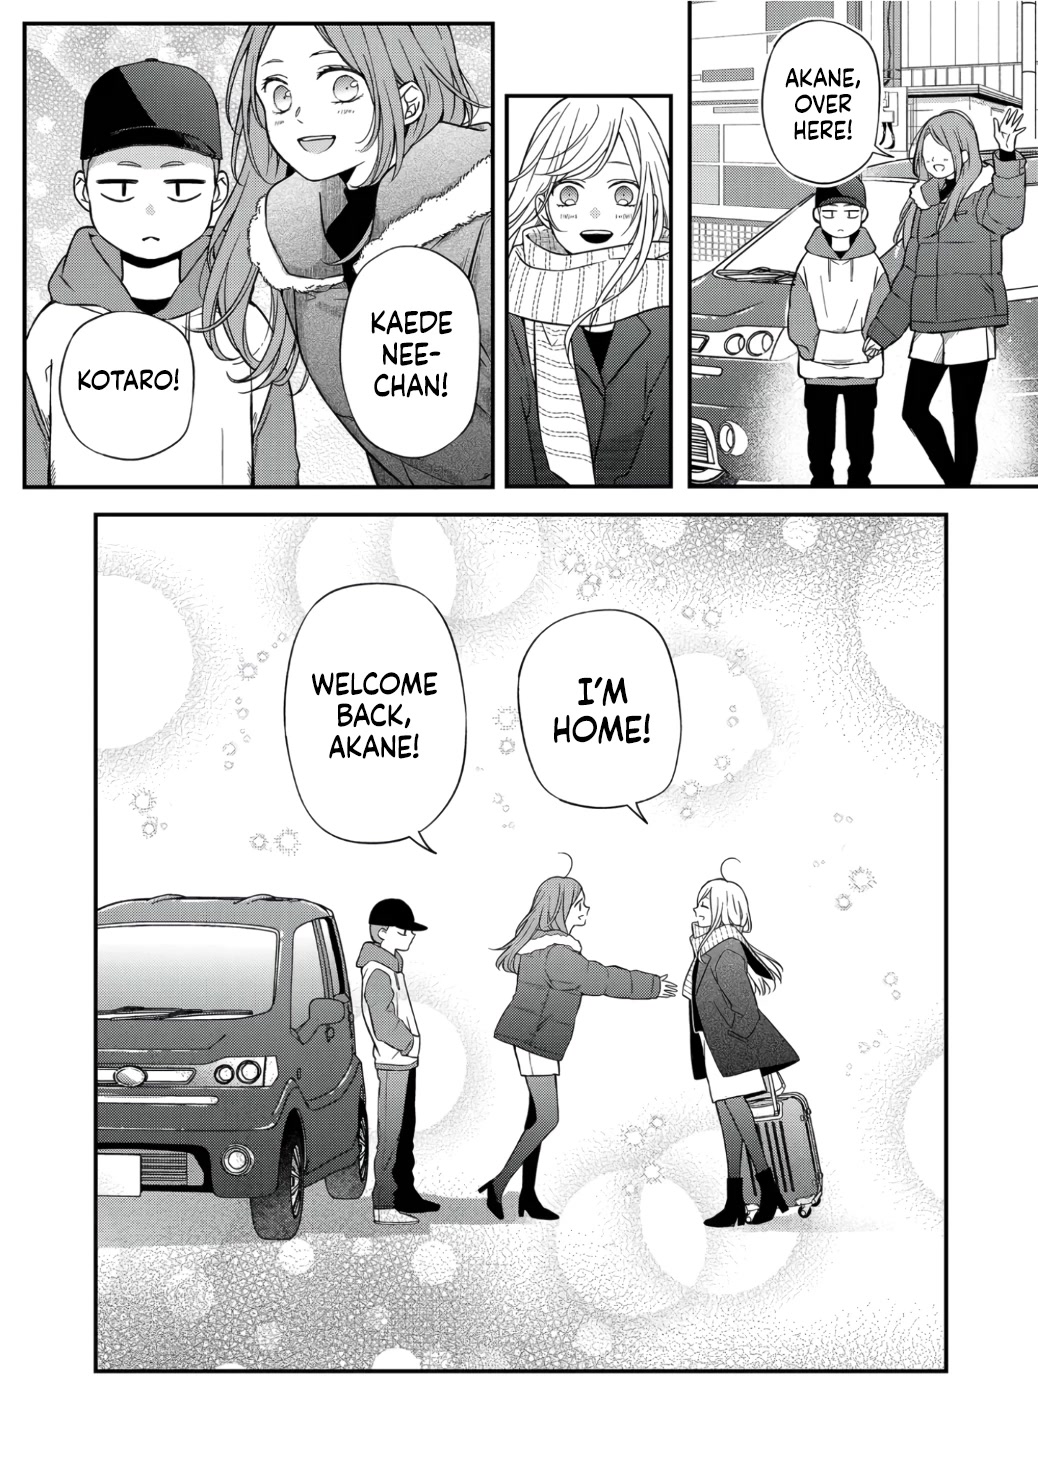 AKANE,
OVER
HERE!
KAEDE
NEE-
CHAN!
KOTARO!
I'M
HOME!
WELCOME
BACK,
AKANE!